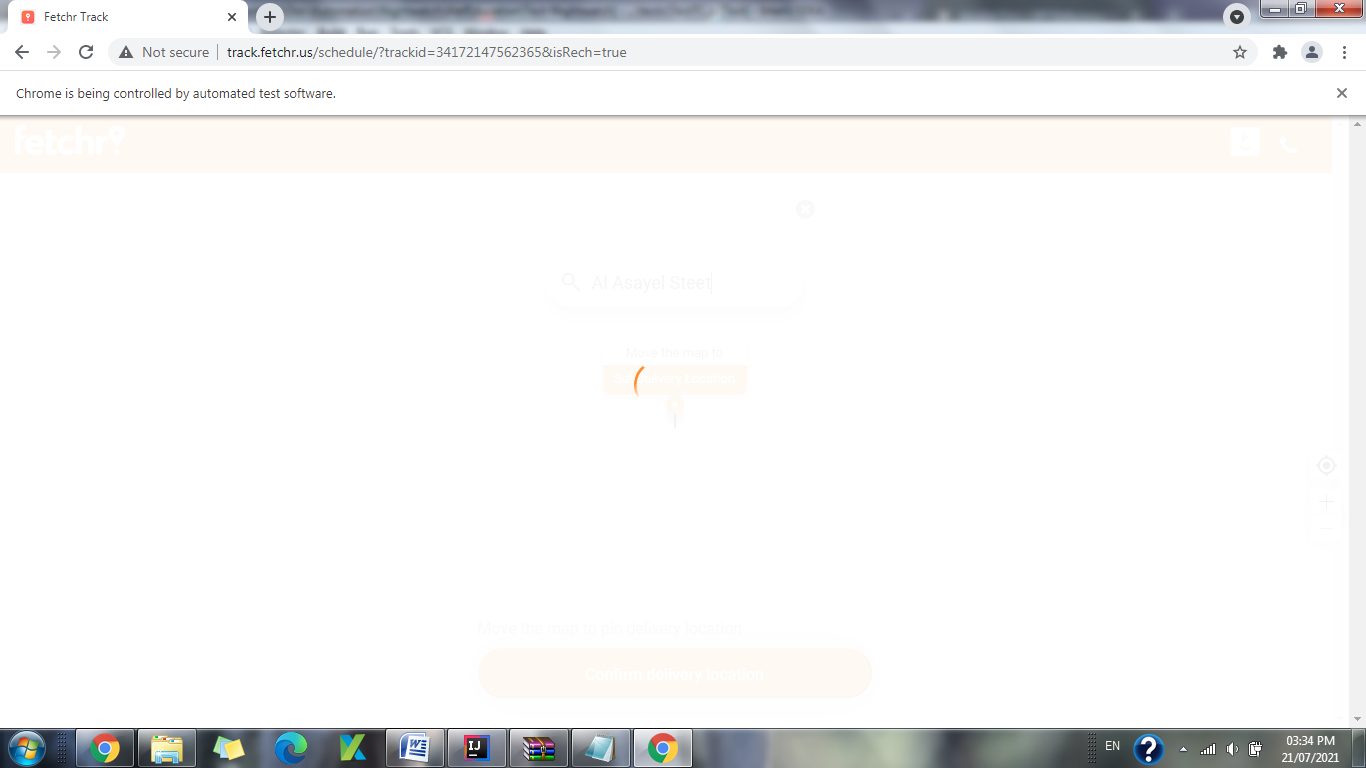 Fetchr Track
Not secure
track.fetchr.us/schedule/?trackid=34172147562365&isRech=true
Chrome is being controlled by automated test software.
fetchr
Al Asayel Steet
Move the map to
Delivery Location
Move the map to pin delivery location
Confirm delivery location
EN
03:34 PM
21/07/2021